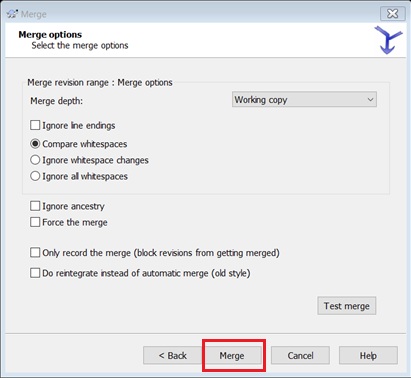 Merge
Merge options
Select the merge options
Merge revision range : Merge options
Merge depth:
Working copy
Ignore line endings
Compare whitespaces
Ignore whitespace changes
Ignore all whitespaces
Ignore ancestry
Force the merge
Only record the merge (block revisions from getting merged)
Do reintegrate instead of automatic merge (old style)
Test merge
< Back
Merge
Cancel
Help